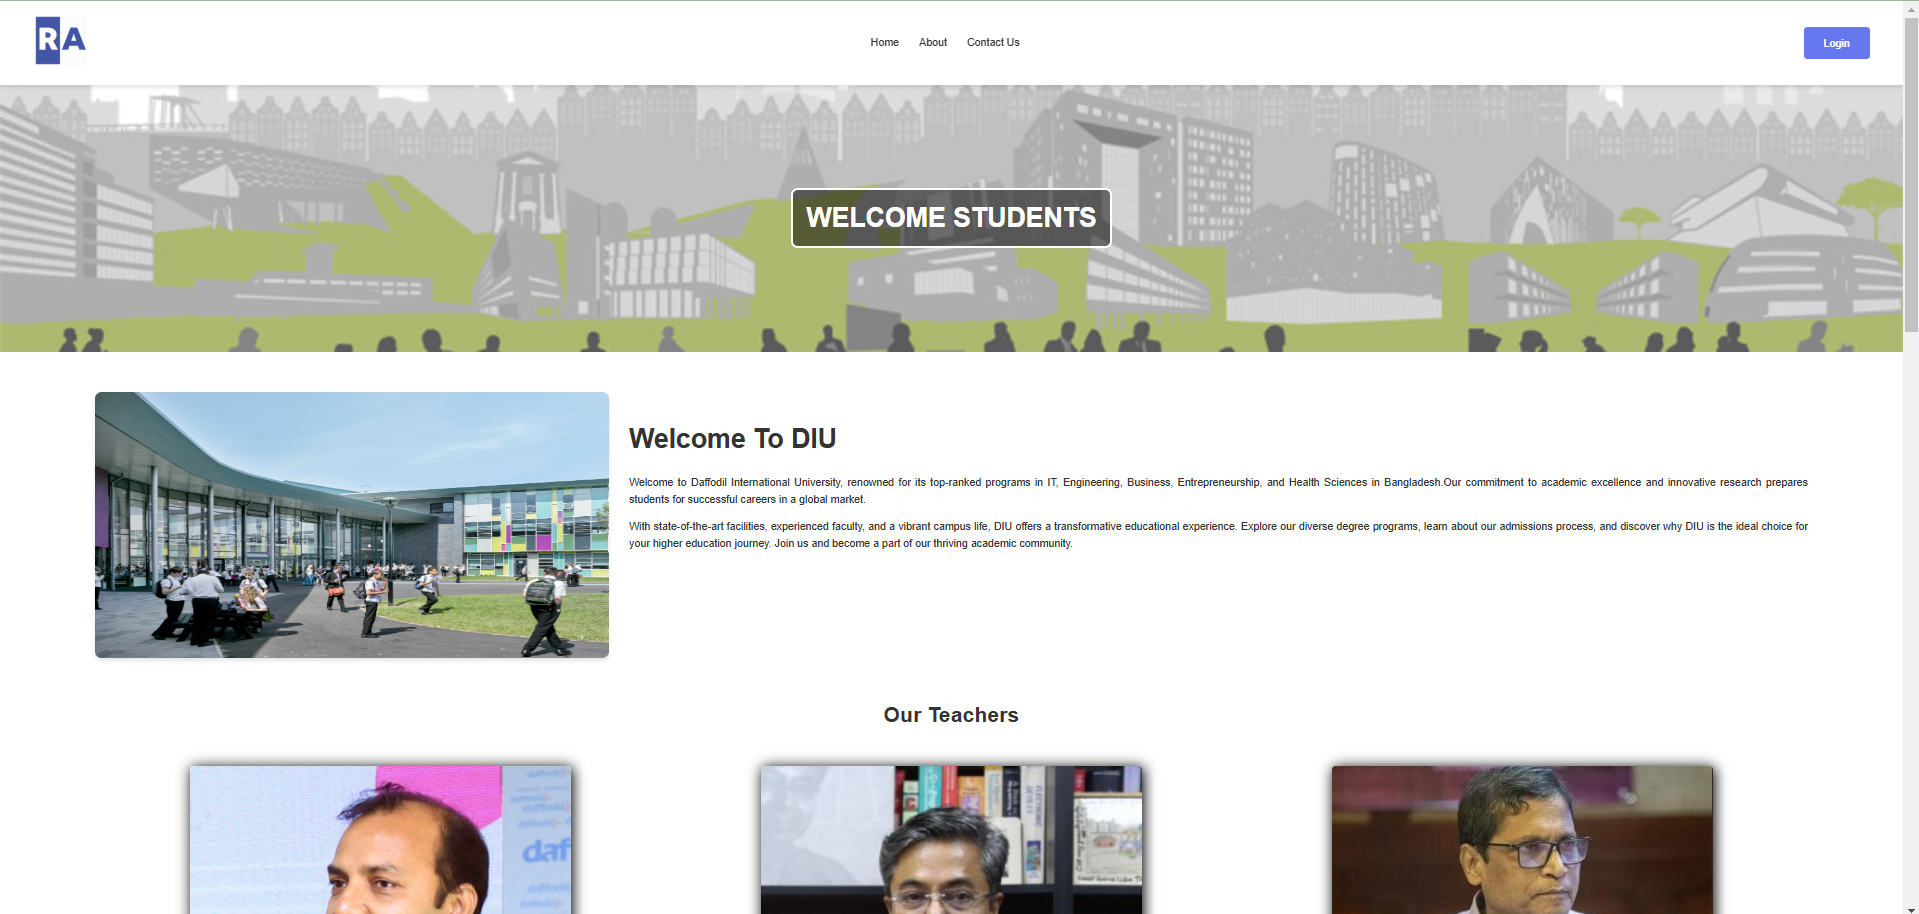 RA
Home About Contact Us
Login
WELCOME STUDENTS
Welcome To DIU
Welcome to Daffodil International University, renowned for its top-ranked programs in IT, Engineering, Business, Entrepreneurship, and Health Sciences in Bangladesh.Our commitment to academic excellence and innovative research prepares
students for successful careers in a global market.
With state-of-the-art facilities, experienced faculty, and a vibrant campus life, DIU offers a transformative educational experience. Explore our diverse degree programs, learn about our admissions process, and discover why DIU is the ideal choice for
your higher education journey. Join us and become a part of our thriving academic community.
Our Teachers
daf